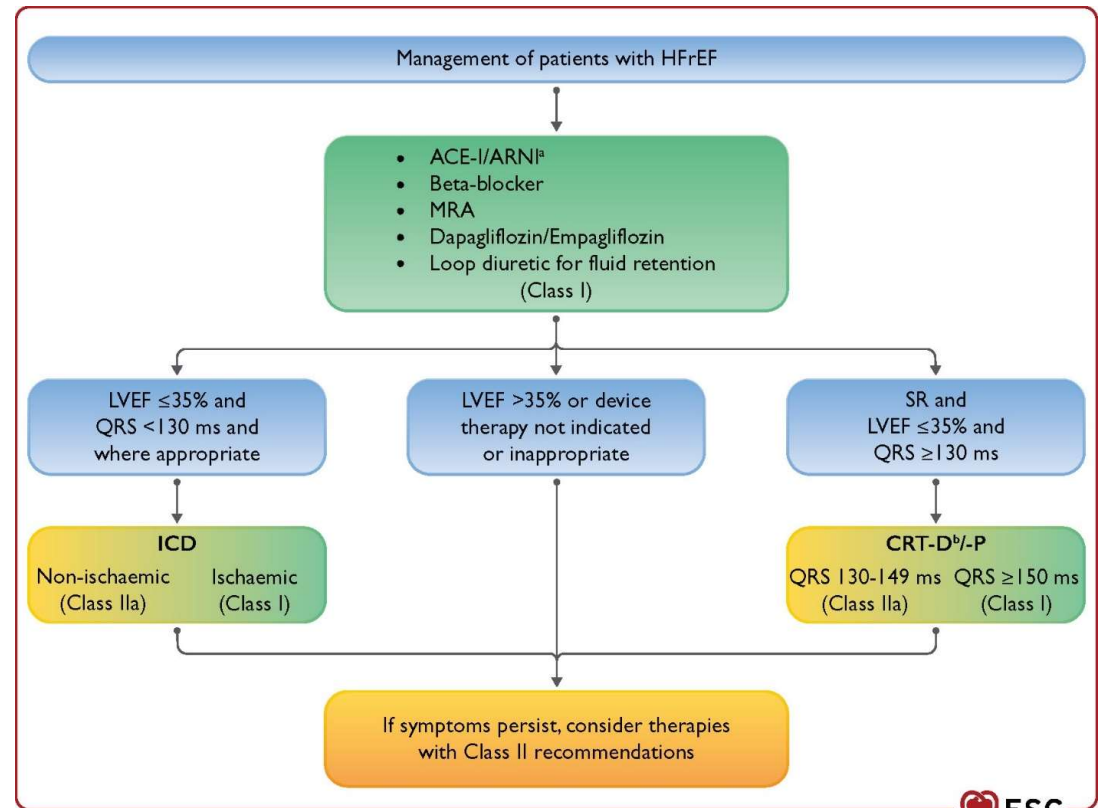 Management of patients with HFrEF
• ACE-I/ARNIᵃ
• Beta-blocker
• MRA
• Dapagliflozin/Empagliflozin
• Loop diuretic for fluid retention
(Class I)
LVEF ≤35% and
QRS <130 ms and
where appropriate
LVEF >35% or device
therapy not indicated
or inappropriate
SR and
LVEF ≤35% and
QRS ≥130 ms
ICD
Non-ischaemic
(Class IIa)
Ischaemic
(Class I)
CRT-Dᵇ/-P
QRS 130-149 ms
(Class IIa)
QRS ≥150 ms
(Class I)
If symptoms persist, consider therapies
with Class II recommendations
ESC